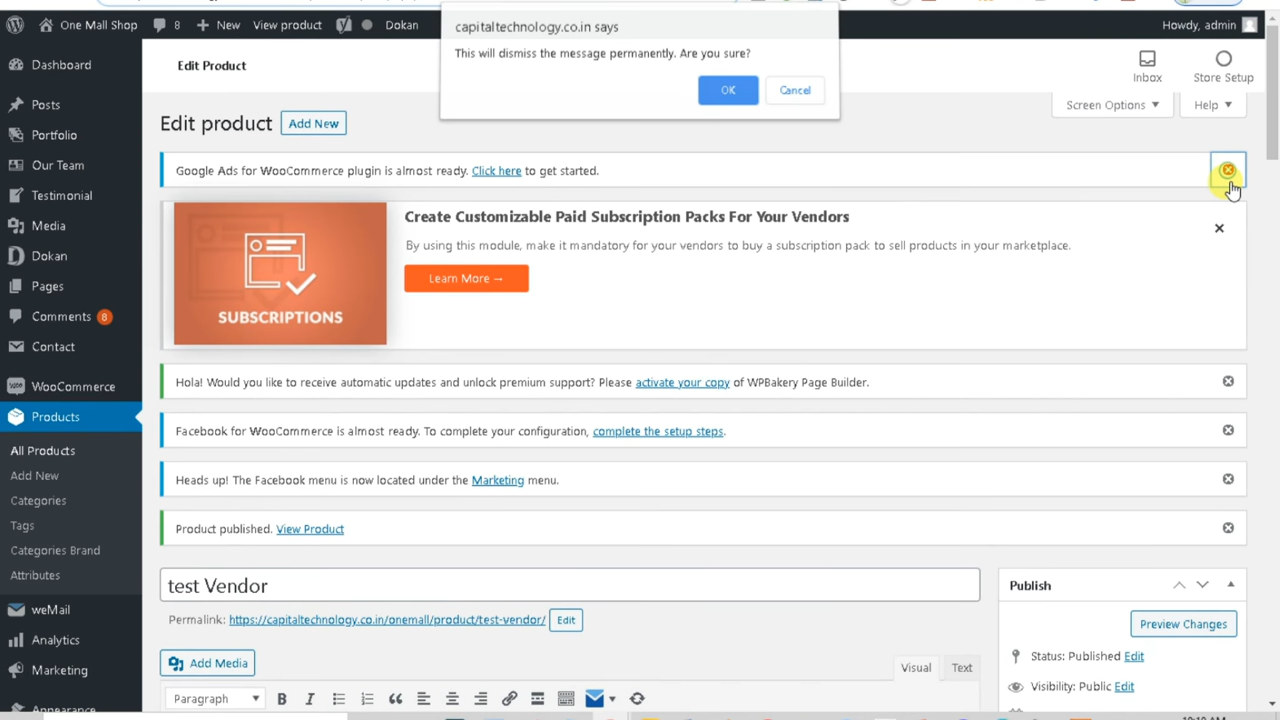 capitaltechnology.co.in says
This will dismiss the message permanently. Are you sure?
OK
Cancel
One Mall Shop
8
New
View product
Dokan
Howdy, admin
Edit Product
Inbox
Store Setup
Screen Options
Help
Edit product
Add New
Google Ads for WooCommerce plugin is almost ready. Click here to get started.
SUBSCRIPTIONS
Create Customizable Paid Subscription Packs For Your Vendors
By using this module, make it mandatory for your vendors to buy a subscription pack to sell products in your marketplace.
Learn More →
Hola! Would you like to receive automatic updates and unlock premium support? Please activate your copy of WPBakery Page Builder.
Facebook for WooCommerce is almost ready. To complete your configuration, complete the setup steps.
Heads up! The Facebook menu is now located under the Marketing menu.
Product published. View Product
test Vendor
Permalink: https://capitaltechnology.co.in/onemall/product/test-vendor/
Edit
Add Media
Visual
Text
Paragraph
B
I
Publish
Preview Changes
Status: Published Edit
Visibility: Public Edit
Dashboard
Posts
Portfolio
Our Team
Testimonial
Media
Dokan
Pages
Comments 8
Contact
WooCommerce
Products
All Products
Add New
Categories
Tags
Categories Brand
Attributes
weMail
Analytics
Marketing
Appearance